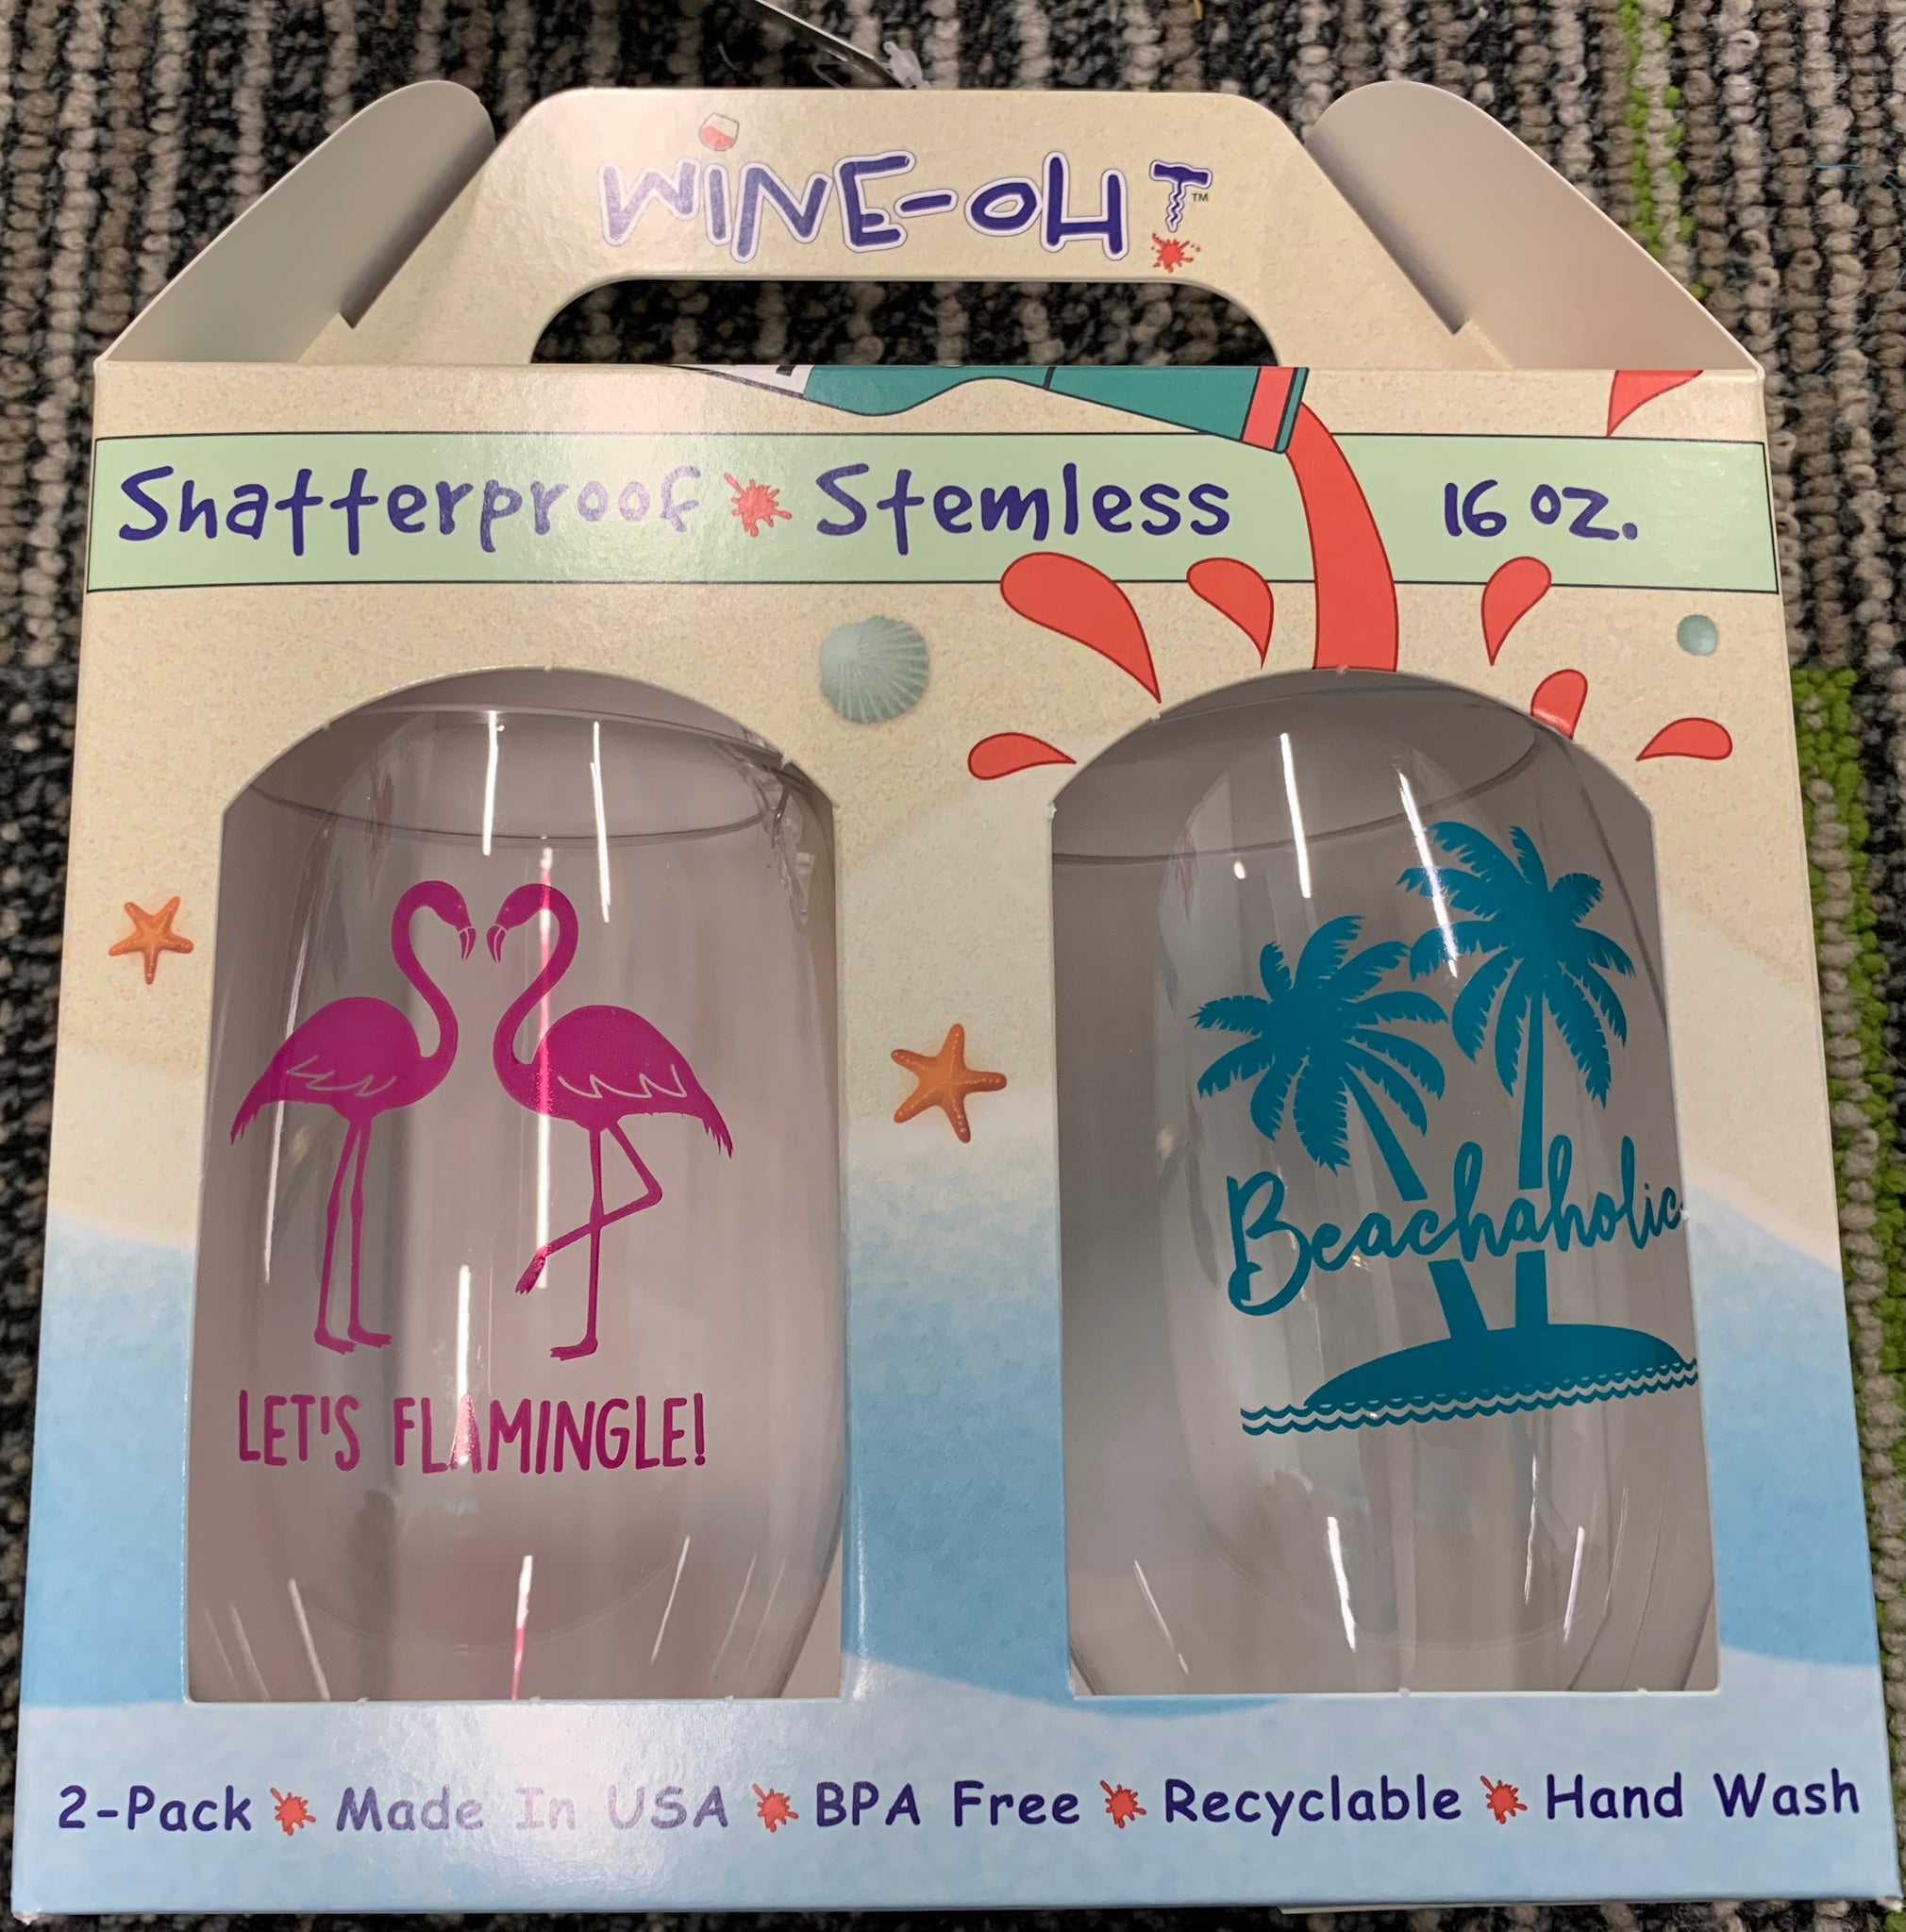 WINE-OH! ™
Shatterproof Stemless 16 oz.
LET'S FLAMINGLE!
Beachaholic
2-Pack Made In USA BPA Free Recyclable Hand Wash